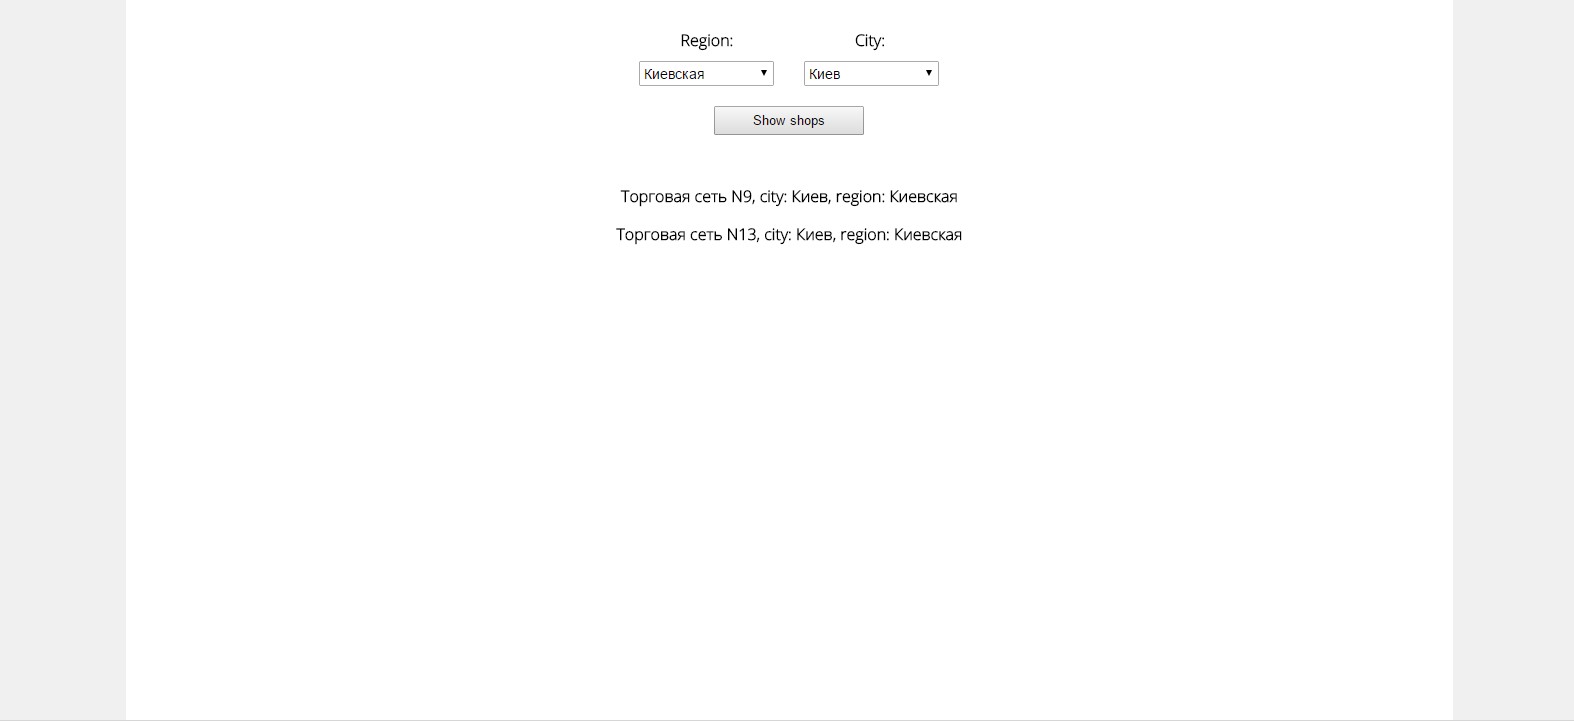 Region: City:
Киевская Киев
Show shops
Торговая сеть N9, city: Киев, region: Киевская
Торговая сеть N13, city: Киев, region: Киевская